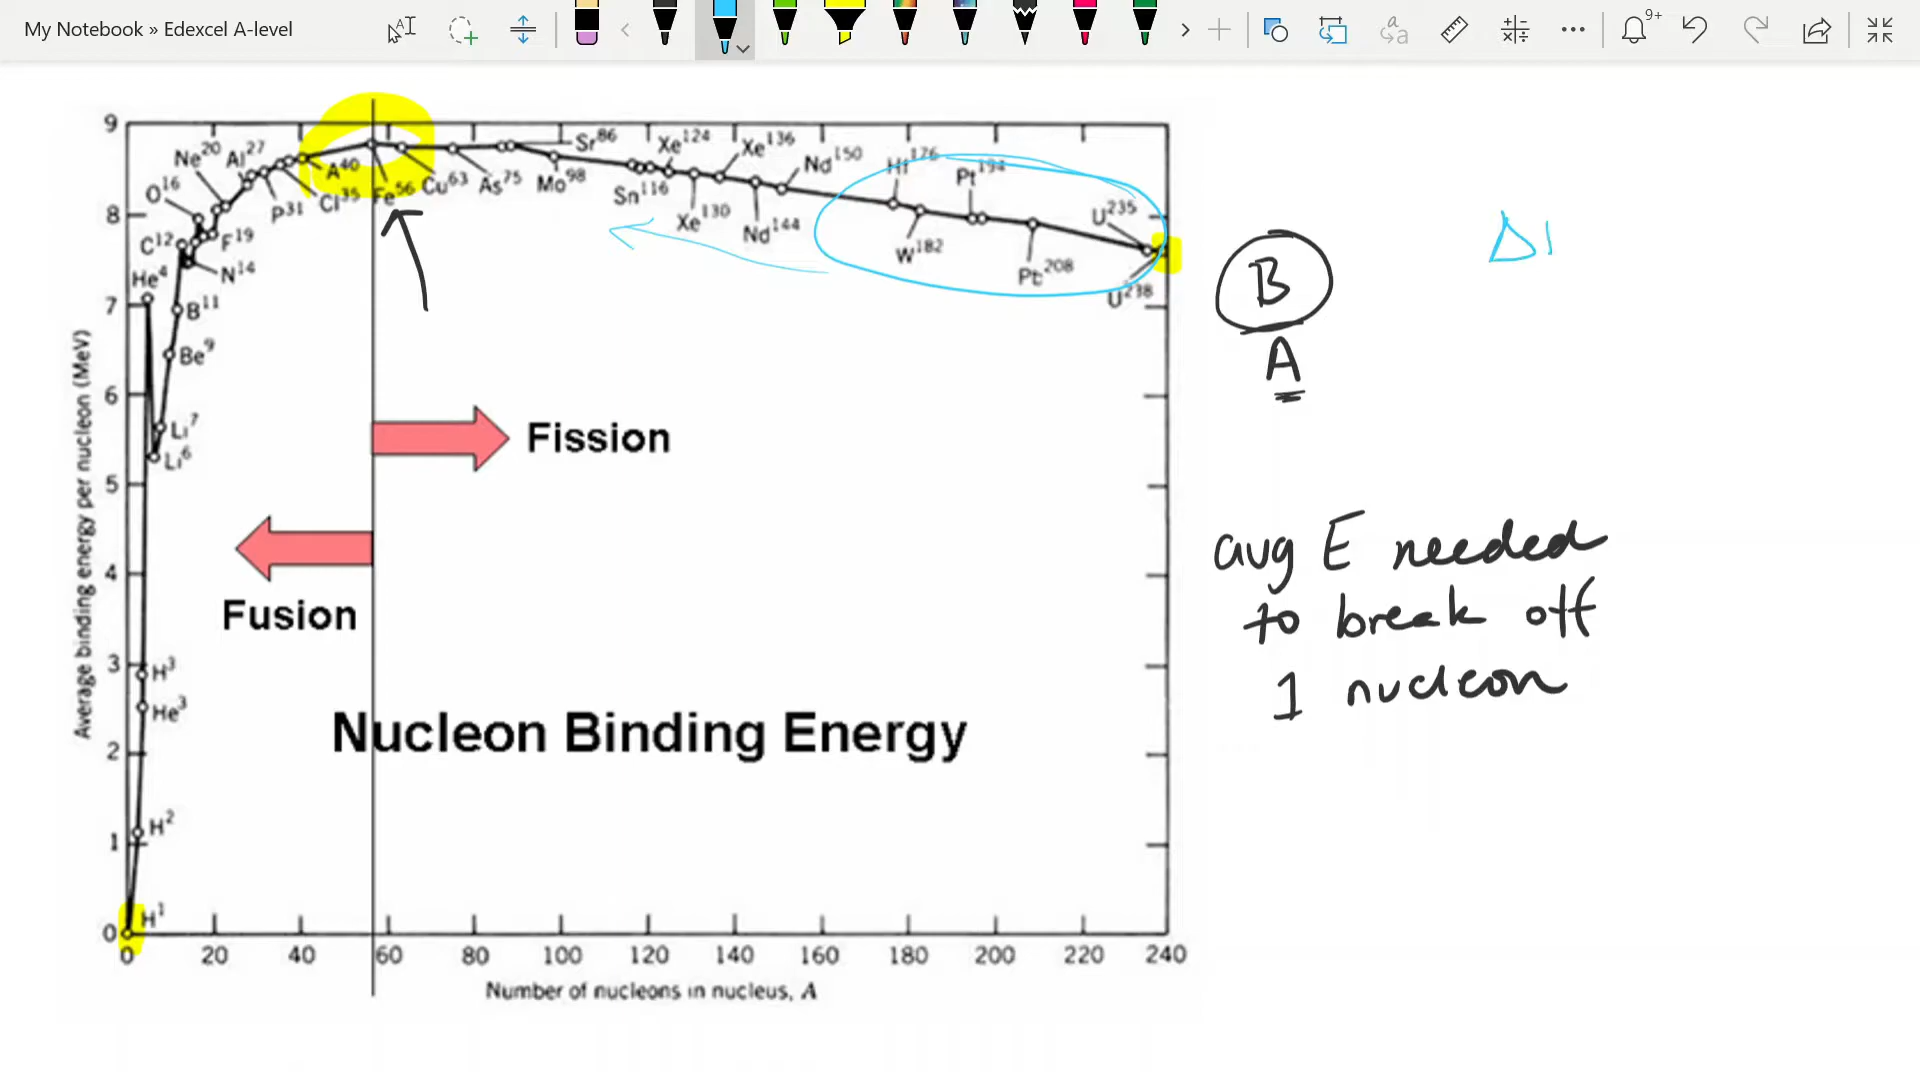 My Notebook » Edexcel A-level
9+
9
8
7
6
5
4
3
2
1
0
Average binding energy per nucleon (MeV)
O16
Ne20
Al27
C12
He4
F19
N14
B11
Be9
Li7
Li6
H3
He3
H2
H1
P31
Cl35
A40
Fe56
Cu63
As75
Sr86
Mo98
Xe124
Sn116
Xe130
Xe136
Nd144
Nd150
Hf176
W182
Pt194
Pt208
U235
U238
Fission
Fusion
Nucleon Binding Energy
0 20 40 60 80 100 120 140 160 180 200 220 240
Number of nucleons in nucleus, A
B
A
avg E needed
to break off
1 nucleon